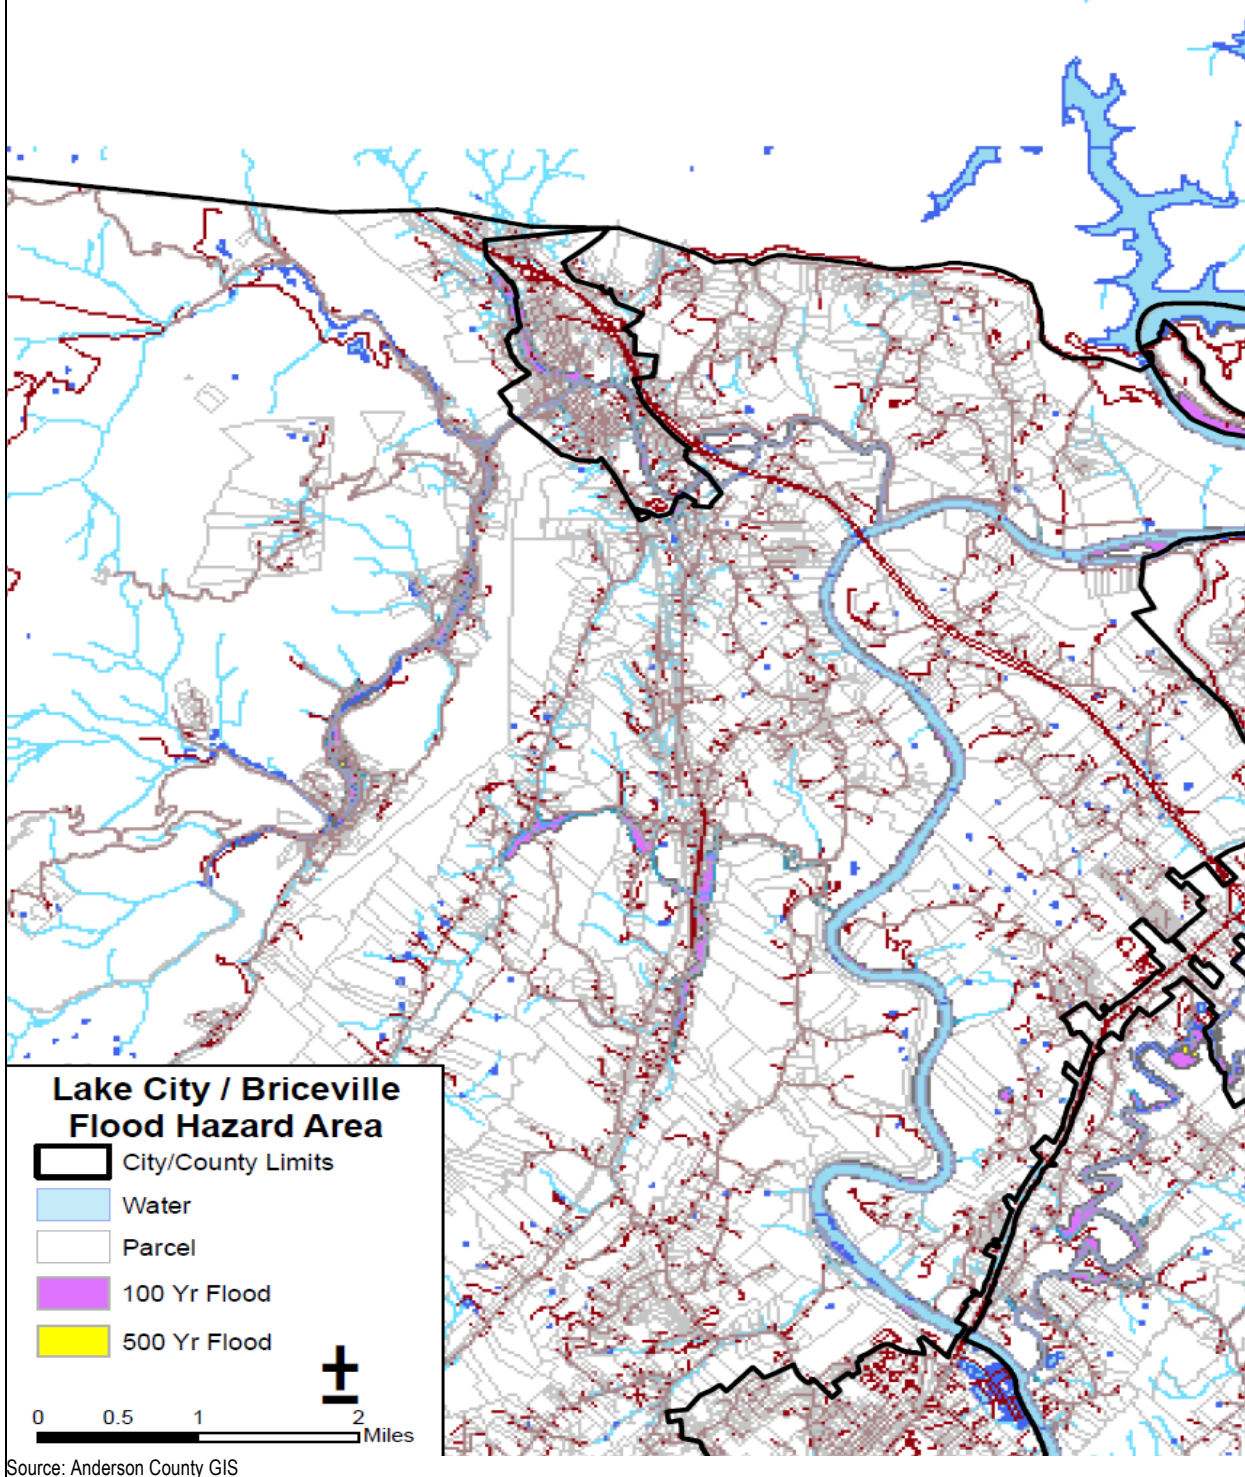 Lake City / Briceville
Flood Hazard Area
City/County Limits
Water
Parcel
100 Yr Flood
500 Yr Flood
0 0.5 1 2
Miles
Source: Anderson County GIS